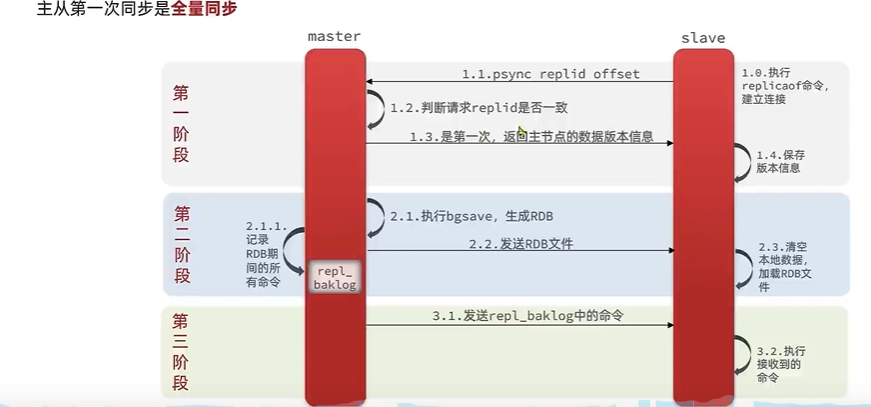 主从第一次同步是全量同步
master
slave
第一阶段
1.0.执行
replicaof命令，
建立连接
1.1.psync replid offset
1.2.判断请求replid是否一致
1.3.是第一次，返回主节点的数据版本信息
1.4.保存
版本信息
第二阶段
2.1.执行bgsave，生成RDB
2.1.1.
记录
RDB期
间的所
有命令
repl_
baklog
2.2.发送RDB文件
2.3.清空
本地数据，
加载RDB文
件
第三阶段
3.1.发送repl_baklog中的命令
3.2.执行
接收到的
命令